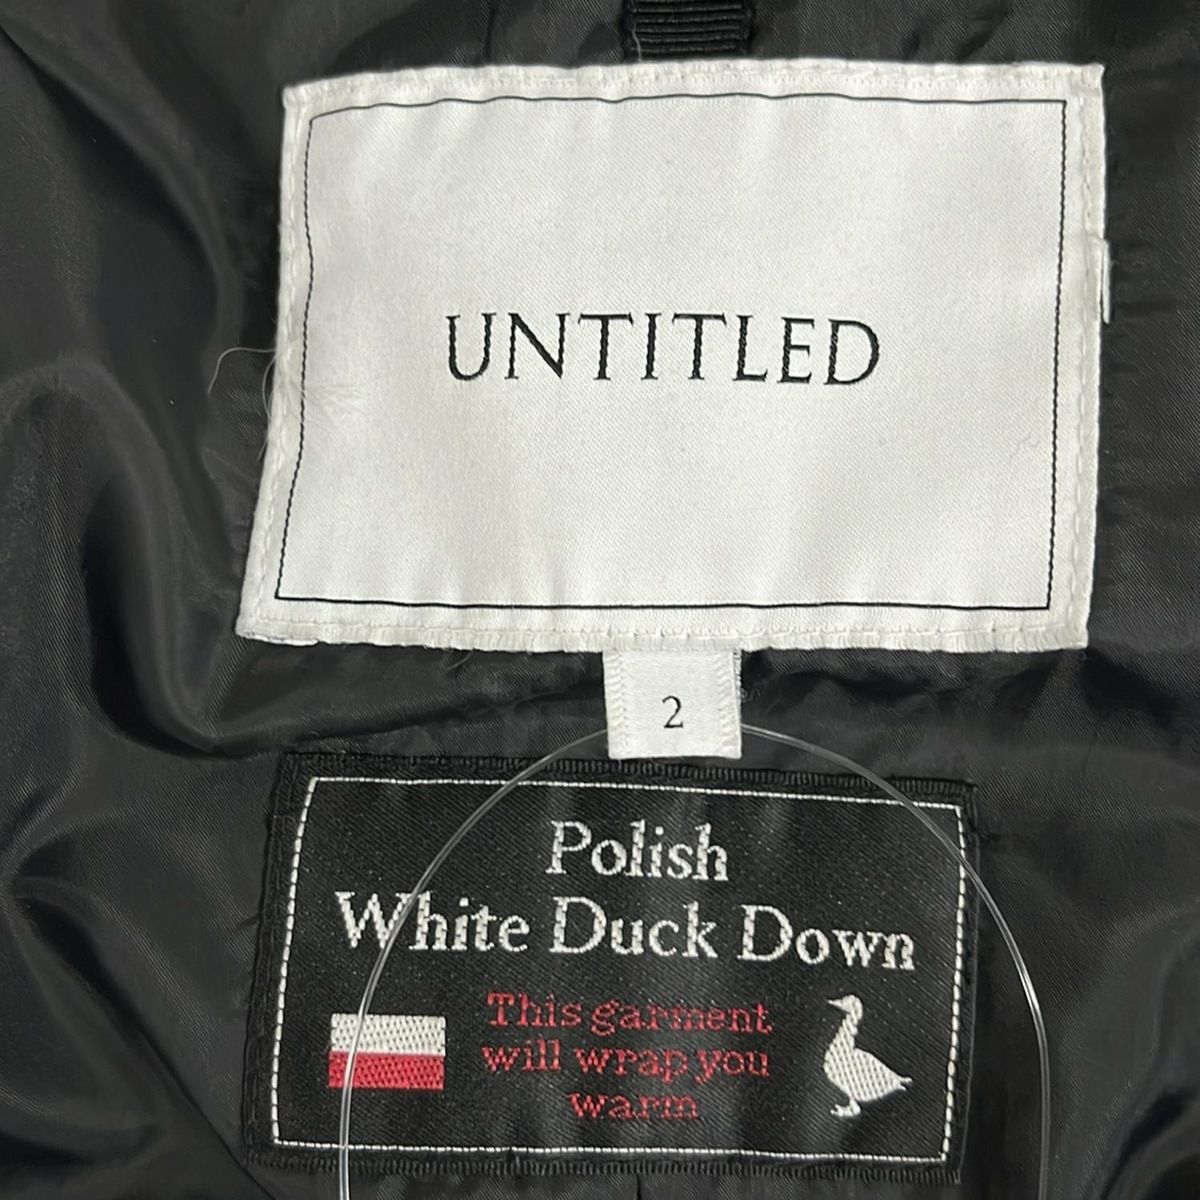 UNTITLED
2
Polish
White Duck Down
This garment
will wrap you
warm